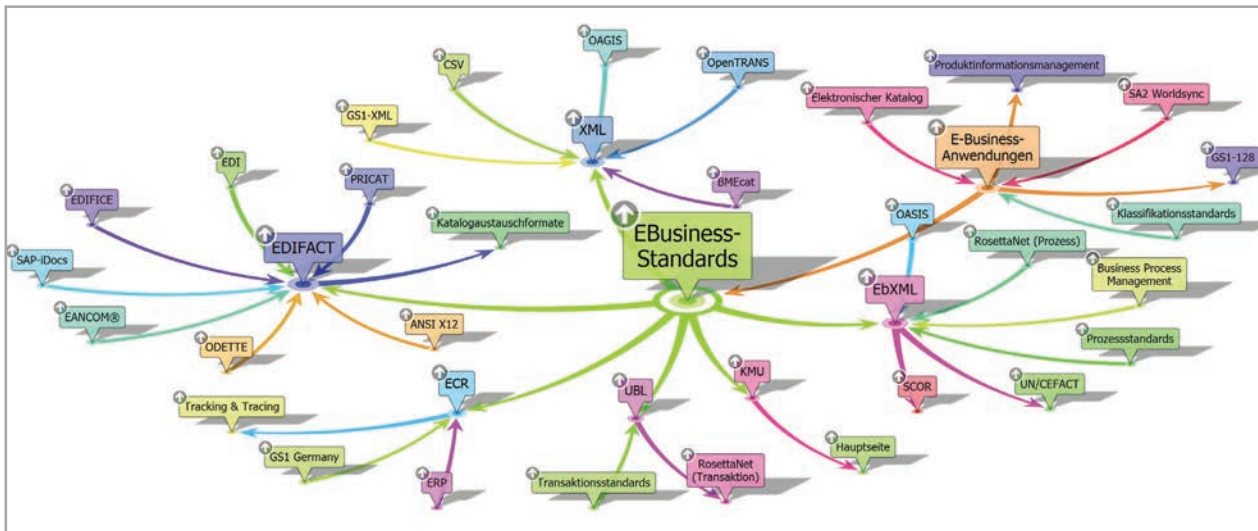 OAGIS
CSV
OpenTRANS
Produktinformationsmanagement
Elektronischer Katalog
SA2 Worldsync
GS1-XML
XML
E-Business-
Anwendungen
EDI
GS1-128
PRICAT
BMEcat
EDIFICE
Katalogaustauschformate
OASIS
Klassifikationsstandards
EDIFACT
EBusiness-
Standards
RosettaNet (Prozess)
SAP-iDocs
Business Process
Management
EbXML
EANCOM®
ANSI X12
ODETTE
Prozessstandards
ECR
UBL
KMU
SCOR
UN/CEFACT
Tracking & Tracing
GS1 Germany
Hauptseite
ERP
Transaktionsstandards
RosettaNet
(Transaktion)